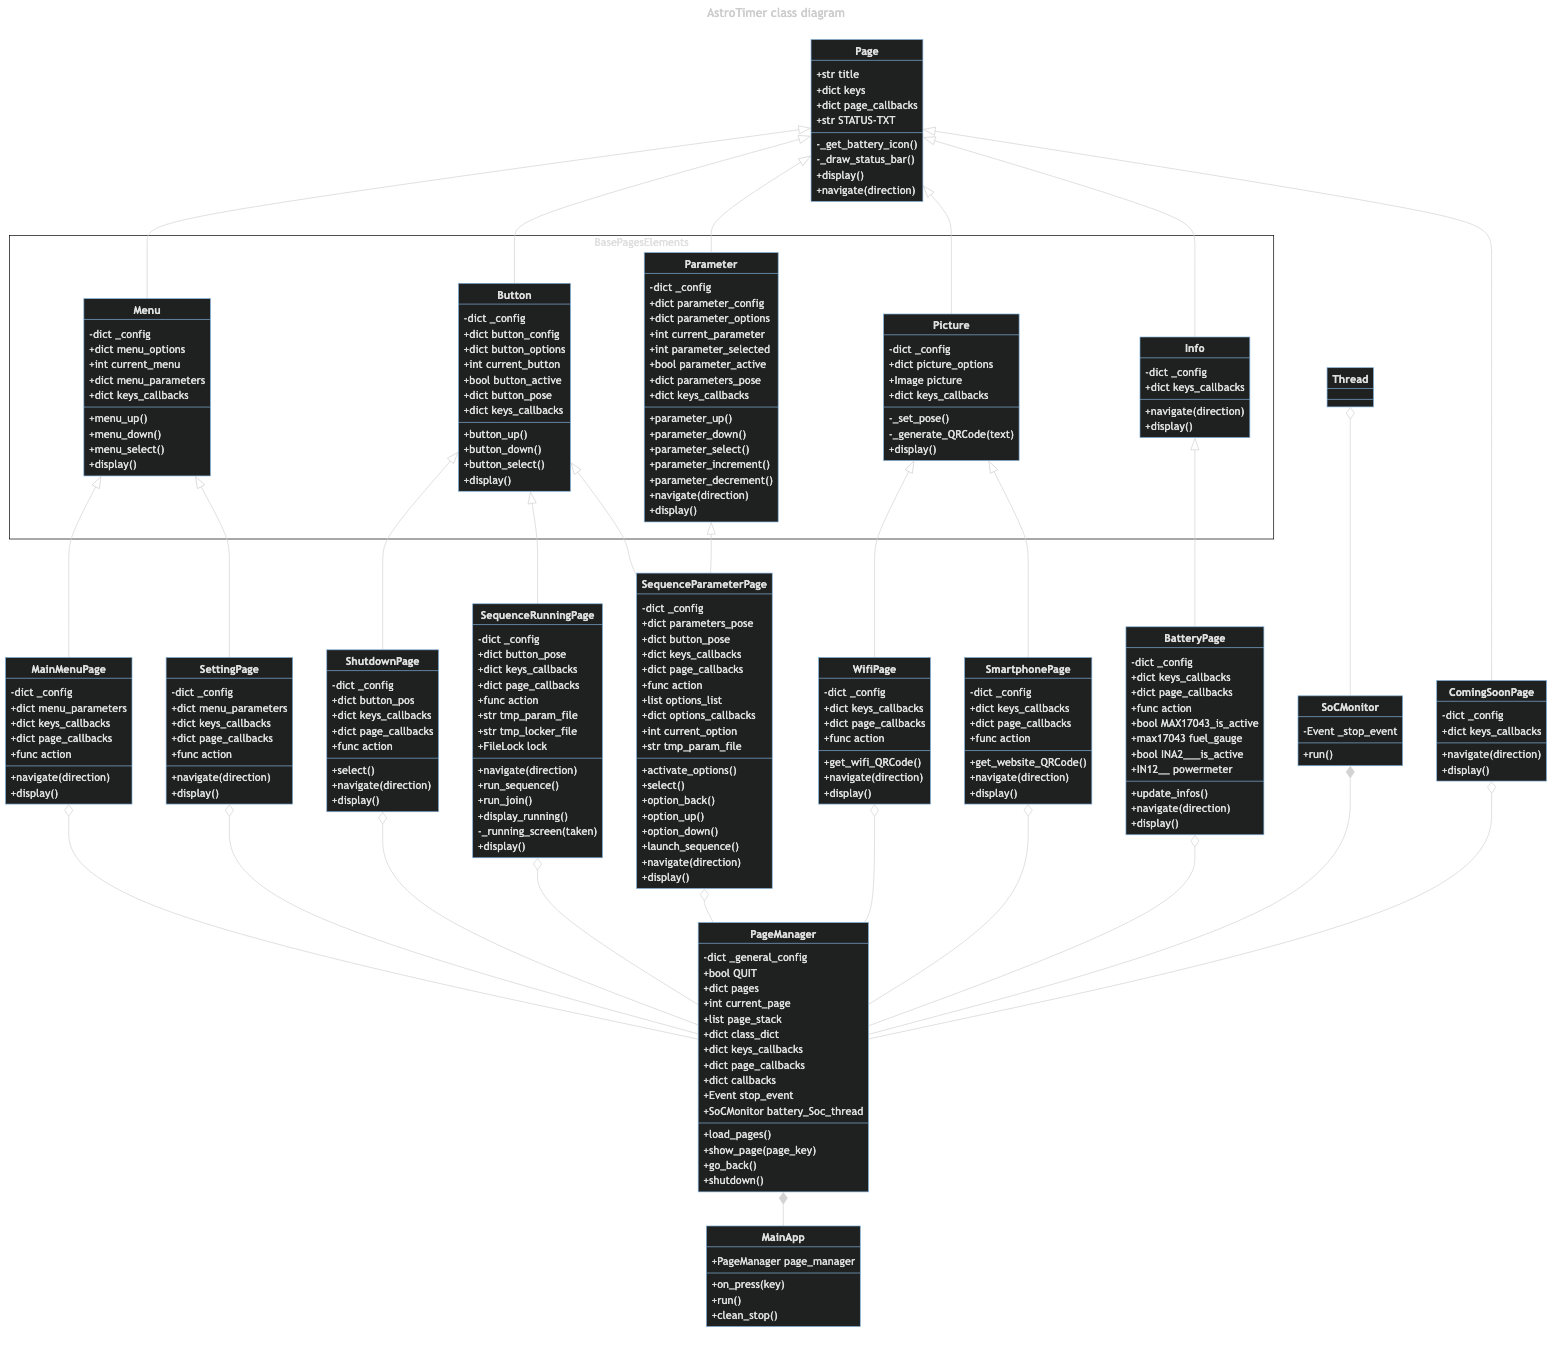 AstroTimer class diagram
Page
+str title
+dict keys
+dict page_callbacks
+str STATUS-TXT
-_get_battery_icon()
-_draw_status_bar()
+display()
+navigate(direction)
BasePagesElements
Menu
-dict _config
+dict menu_options
+int current_menu
+dict menu_parameters
+dict keys_callbacks
+menu_up()
+menu_down()
+menu_select()
+display()
Button
-dict _config
+dict button_config
+dict button_options
+int current_button
+bool button_active
+dict button_pose
+dict keys_callbacks
+button_up()
+button_down()
+button_select()
+display()
Parameter
-dict _config
+dict parameter_config
+dict parameter_options
+int current_parameter
+int parameter_selected
+bool parameter_active
+dict parameters_pose
+dict keys_callbacks
+parameter_up()
+parameter_down()
+parameter_select()
+parameter_increment()
+parameter_decrement()
+navigate(direction)
+display()
Picture
-dict _config
+dict picture_options
+Image picture
+dict keys_callbacks
-_set_pose()
-_generate_QRCode(text)
+display()
Info
-dict _config
+dict keys_callbacks
+navigate(direction)
+display()
Thread
MainMenuPage
-dict _config
+dict menu_parameters
+dict keys_callbacks
+dict page_callbacks
+func action
+navigate(direction)
+display()
SettingPage
-dict _config
+dict menu_parameters
+dict keys_callbacks
+dict page_callbacks
+func action
+navigate(direction)
+display()
ShutdownPage
-dict _config
+dict button_pos
+dict keys_callbacks
+dict page_callbacks
+func action
+select()
+navigate(direction)
+display()
SequenceRunningPage
-dict _config
+dict button_pose
+dict keys_callbacks
+dict page_callbacks
+func action
+str tmp_param_file
+str tmp_locker_file
+FileLock lock
+navigate(direction)
+run_sequence()
+run_join()
+display_running()
-_running_screen(taken)
+display()
SequenceParameterPage
-dict _config
+dict parameters_pose
+dict button_pose
+dict keys_callbacks
+dict page_callbacks
+func action
+list options_list
+dict options_callbacks
+int current_option
+str tmp_param_file
+activate_options()
+select()
+option_back()
+option_up()
+option_down()
+launch_sequence()
+navigate(direction)
+display()
WifiPage
-dict _config
+dict keys_callbacks
+dict page_callbacks
+func action
+get_wifi_QRCode()
+navigate(direction)
+display()
SmartphonePage
-dict _config
+dict keys_callbacks
+dict page_callbacks
+func action
+get_website_QRCode()
+navigate(direction)
+display()
BatteryPage
-dict _config
+dict keys_callbacks
+dict page_callbacks
+func action
+bool MAX17043_is_active
+max17043 fuel_gauge
+bool INA2___is_active
+IN12__ powermeter
+update_infos()
+navigate(direction)
+display()
SoCMonitor
-Event _stop_event
+run()
ComingSoonPage
-dict _config
+dict keys_callbacks
+navigate(direction)
+display()
PageManager
-dict _general_config
+bool QUIT
+dict pages
+int current_page
+list page_stack
+dict class_dict
+dict keys_callbacks
+dict page_callbacks
+dict callbacks
+Event stop_event
+SoCMonitor battery_Soc_thread
+load_pages()
+show_page(page_key)
+go_back()
+shutdown()
MainApp
+PageManager page_manager
+on_press(key)
+run()
+clean_stop()